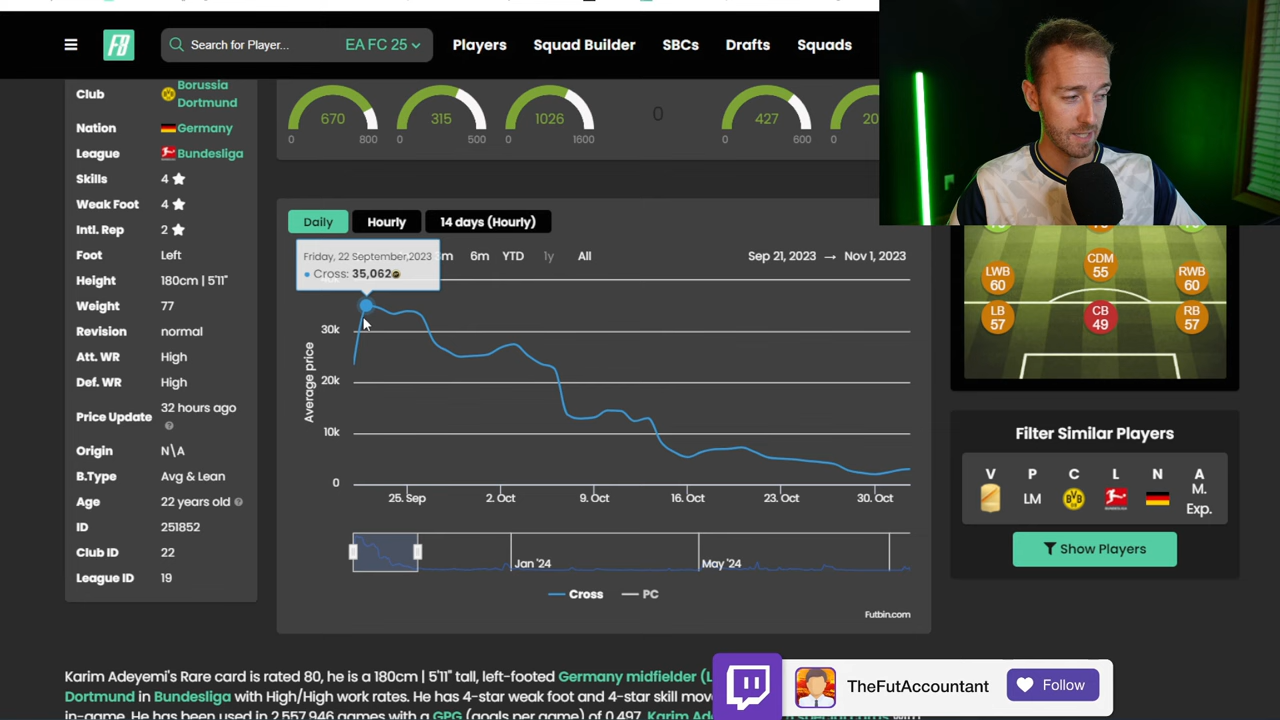 FB
Search for Player...
EA FC 25
Players
Squad Builder
SBCs
Drafts
Squads
Club
Borussia
Dortmund
Nation
Germany
League
Bundesliga
Skills
4
Weak Foot
4
Intl. Rep
2
Foot
Left
Height
180cm | 5'11"
Weight
77
Revision
normal
Att. WR
High
Def. WR
High
Price Update
32 hours ago
Origin
N\A
B.Type
Avg & Lean
Age
22 years old
ID
251852
Club ID
22
League ID
19
670
0
800
315
0
500
1026
0
1600
0
427
0
600
20
0
Daily
Hourly
14 days (Hourly)
Friday, 22 September,2023
Cross: 35,062
m
6m
YTD
1y
All
Sep 21, 2023 → Nov 1, 2023
Average price
30k
20k
10k
0
25. Sep
2. Oct
9. Oct
16. Oct
23. Oct
30. Oct
Jan '24
May '24
Cross
PC
Futbin.com
LWB
60
CDM
55
RWB
60
LB
57
CB
49
RB
57
Filter Similar Players
V
P
C
L
N
A
LM
BVB
09
M.
Exp.
Show Players
Karim Adeyemi's Rare card is rated 80, he is a 180cm | 5'11" tall, left-footed Germany midfielder (L
Dortmund in Bundesliga with High/High work rates. He has 4-star weak foot and 4-star skill mov
in-game. He has been used in 2,557,946 games with a GPG (goals per game) of 0.497.
TheFutAccountant
Follow